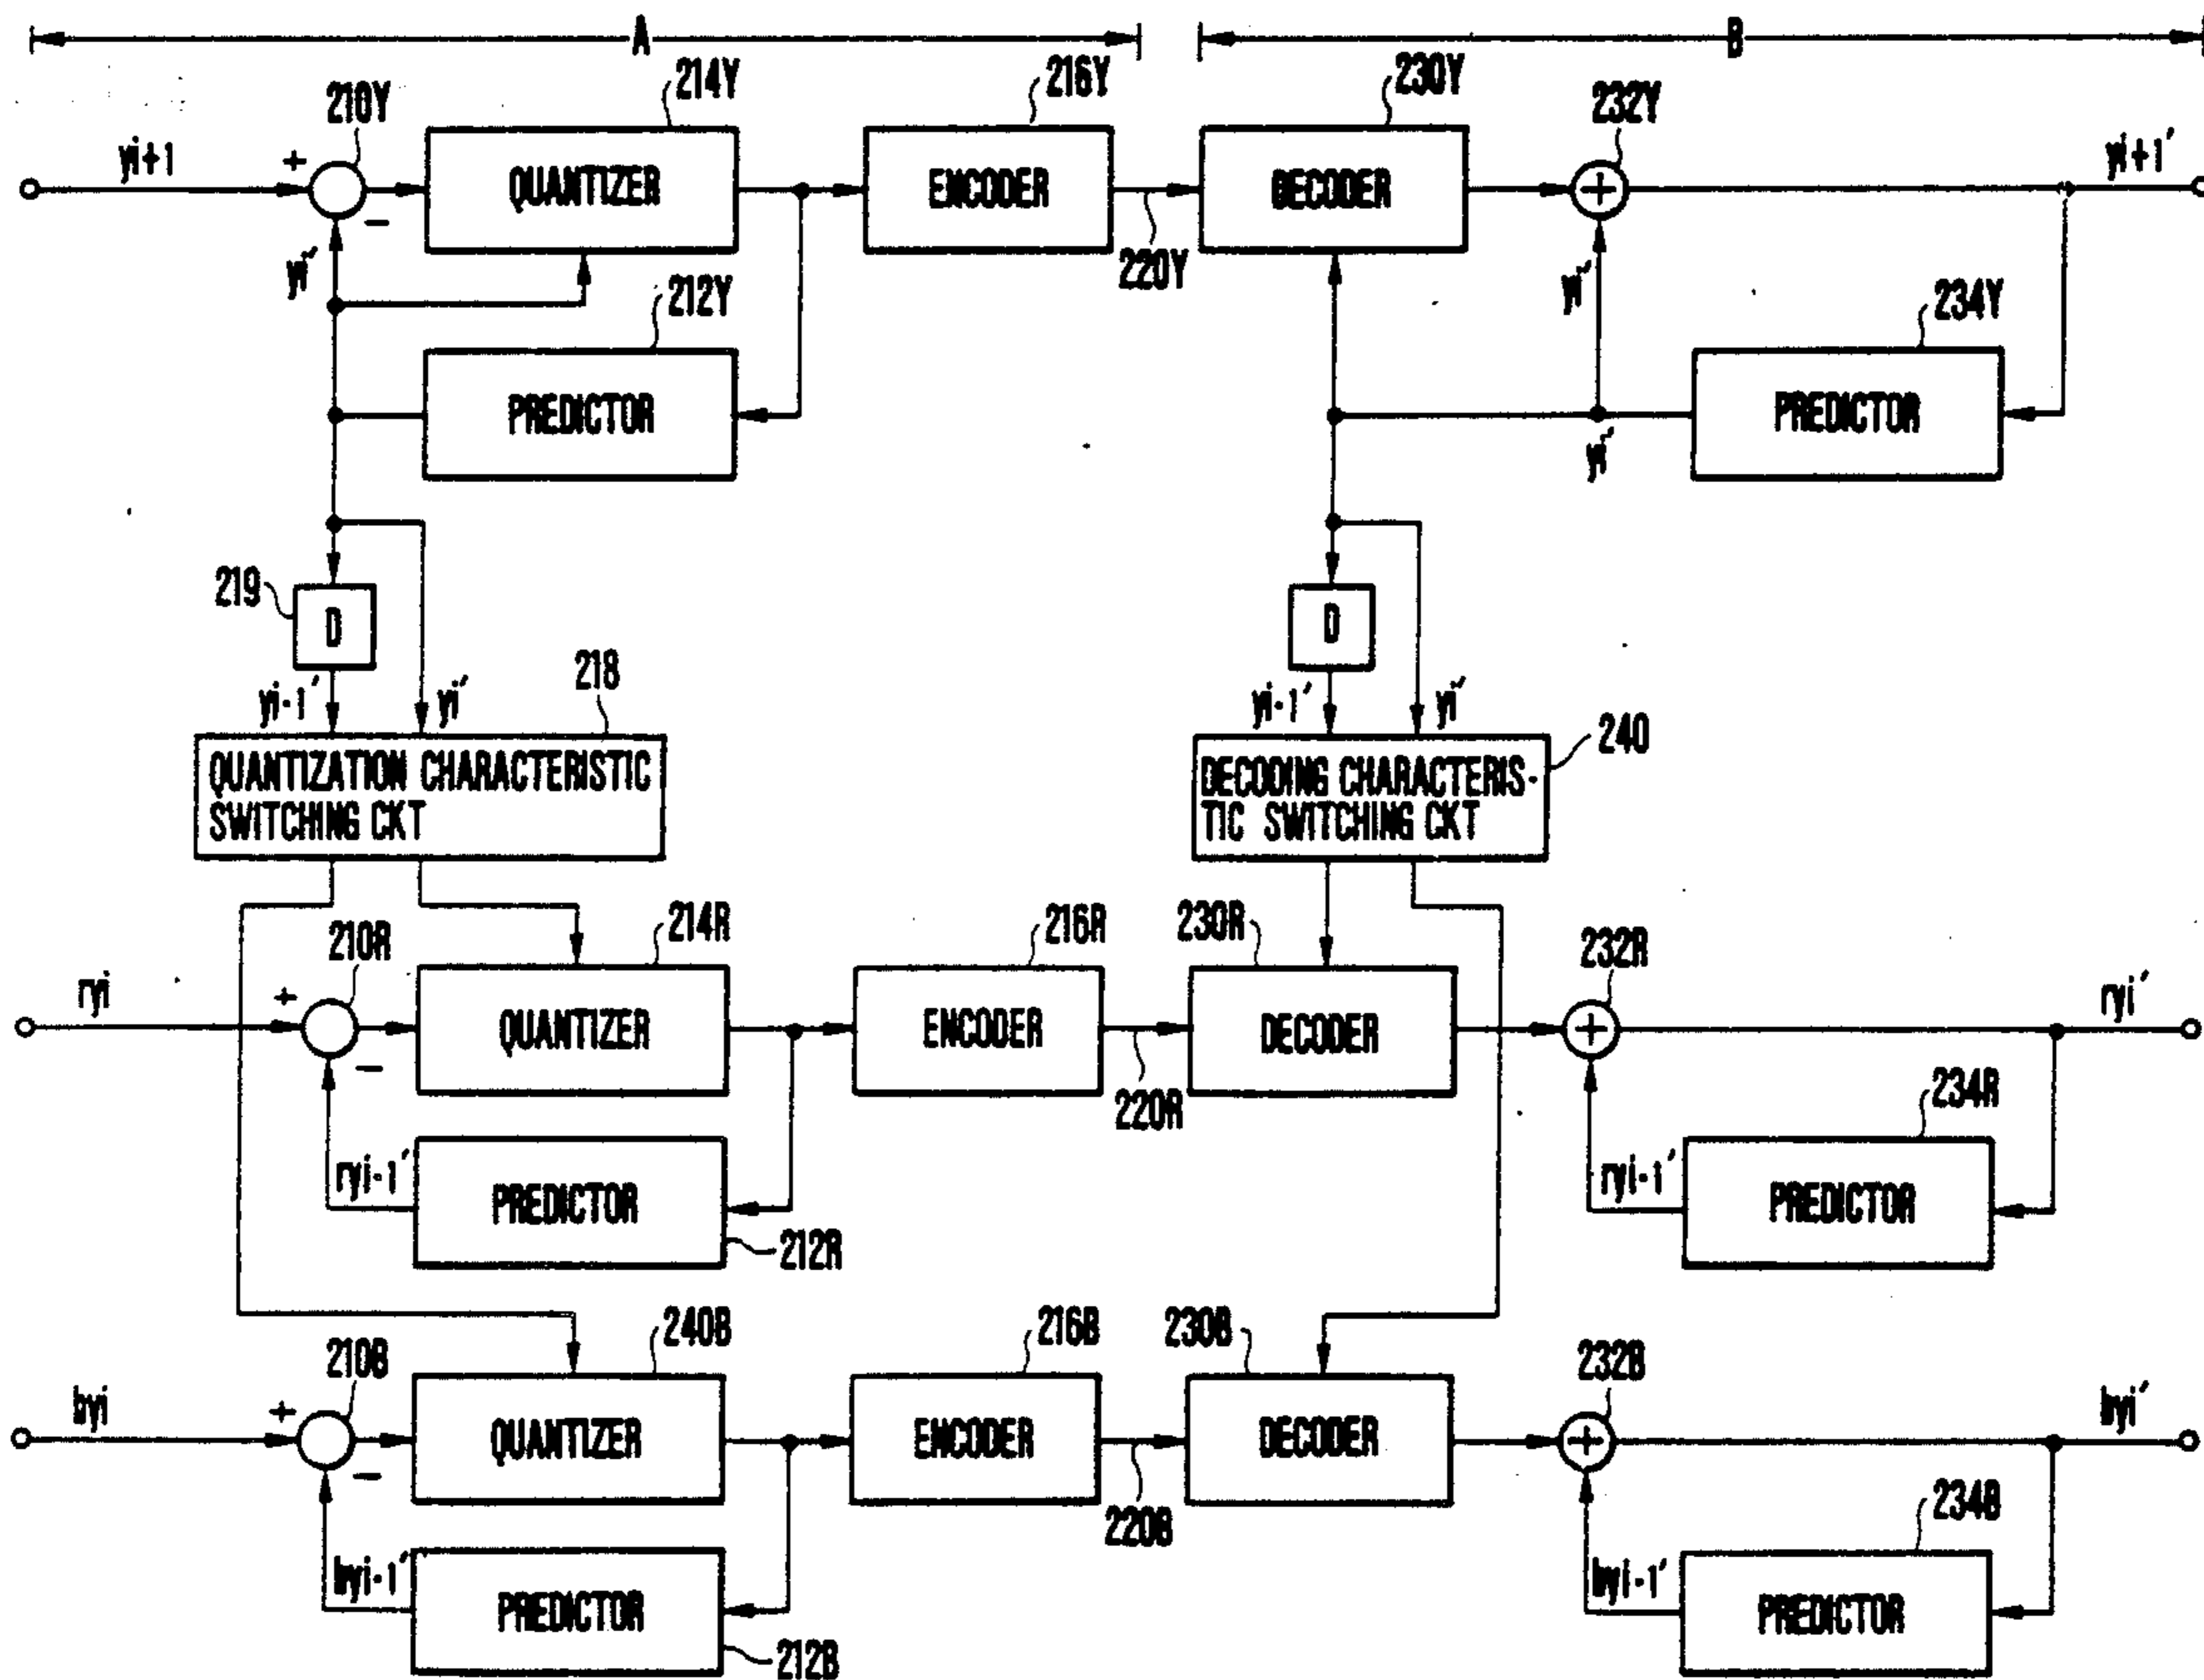 A
B
210Y
214Y
216Y
230Y
232Y
yi+1
+
−
QUANTIZER
ENCODER
DECODER
+
yi+1′
yi′
220Y
yi′
212Y
234Y
PREDICTOR
PREDICTOR
yi′
219
D
D
yi-1′
yi′
218
yi-1′
yi′
240
QUANTIZATION CHARACTERISTIC
SWITCHING CKT
DECODING CHARACTERIS-
TIC SWITCHING CKT
210R
214R
216R
230R
232R
ryi
+
−
QUANTIZER
ENCODER
DECODER
+
ryi′
220R
234R
ryi-1′
PREDICTOR
212R
ryi-1′
PREDICTOR
210B
240B
216B
230B
232B
byi
+
−
QUANTIZER
ENCODER
DECODER
+
byi′
220B
234B
byi-1′
PREDICTOR
212B
byi-1′
PREDICTOR